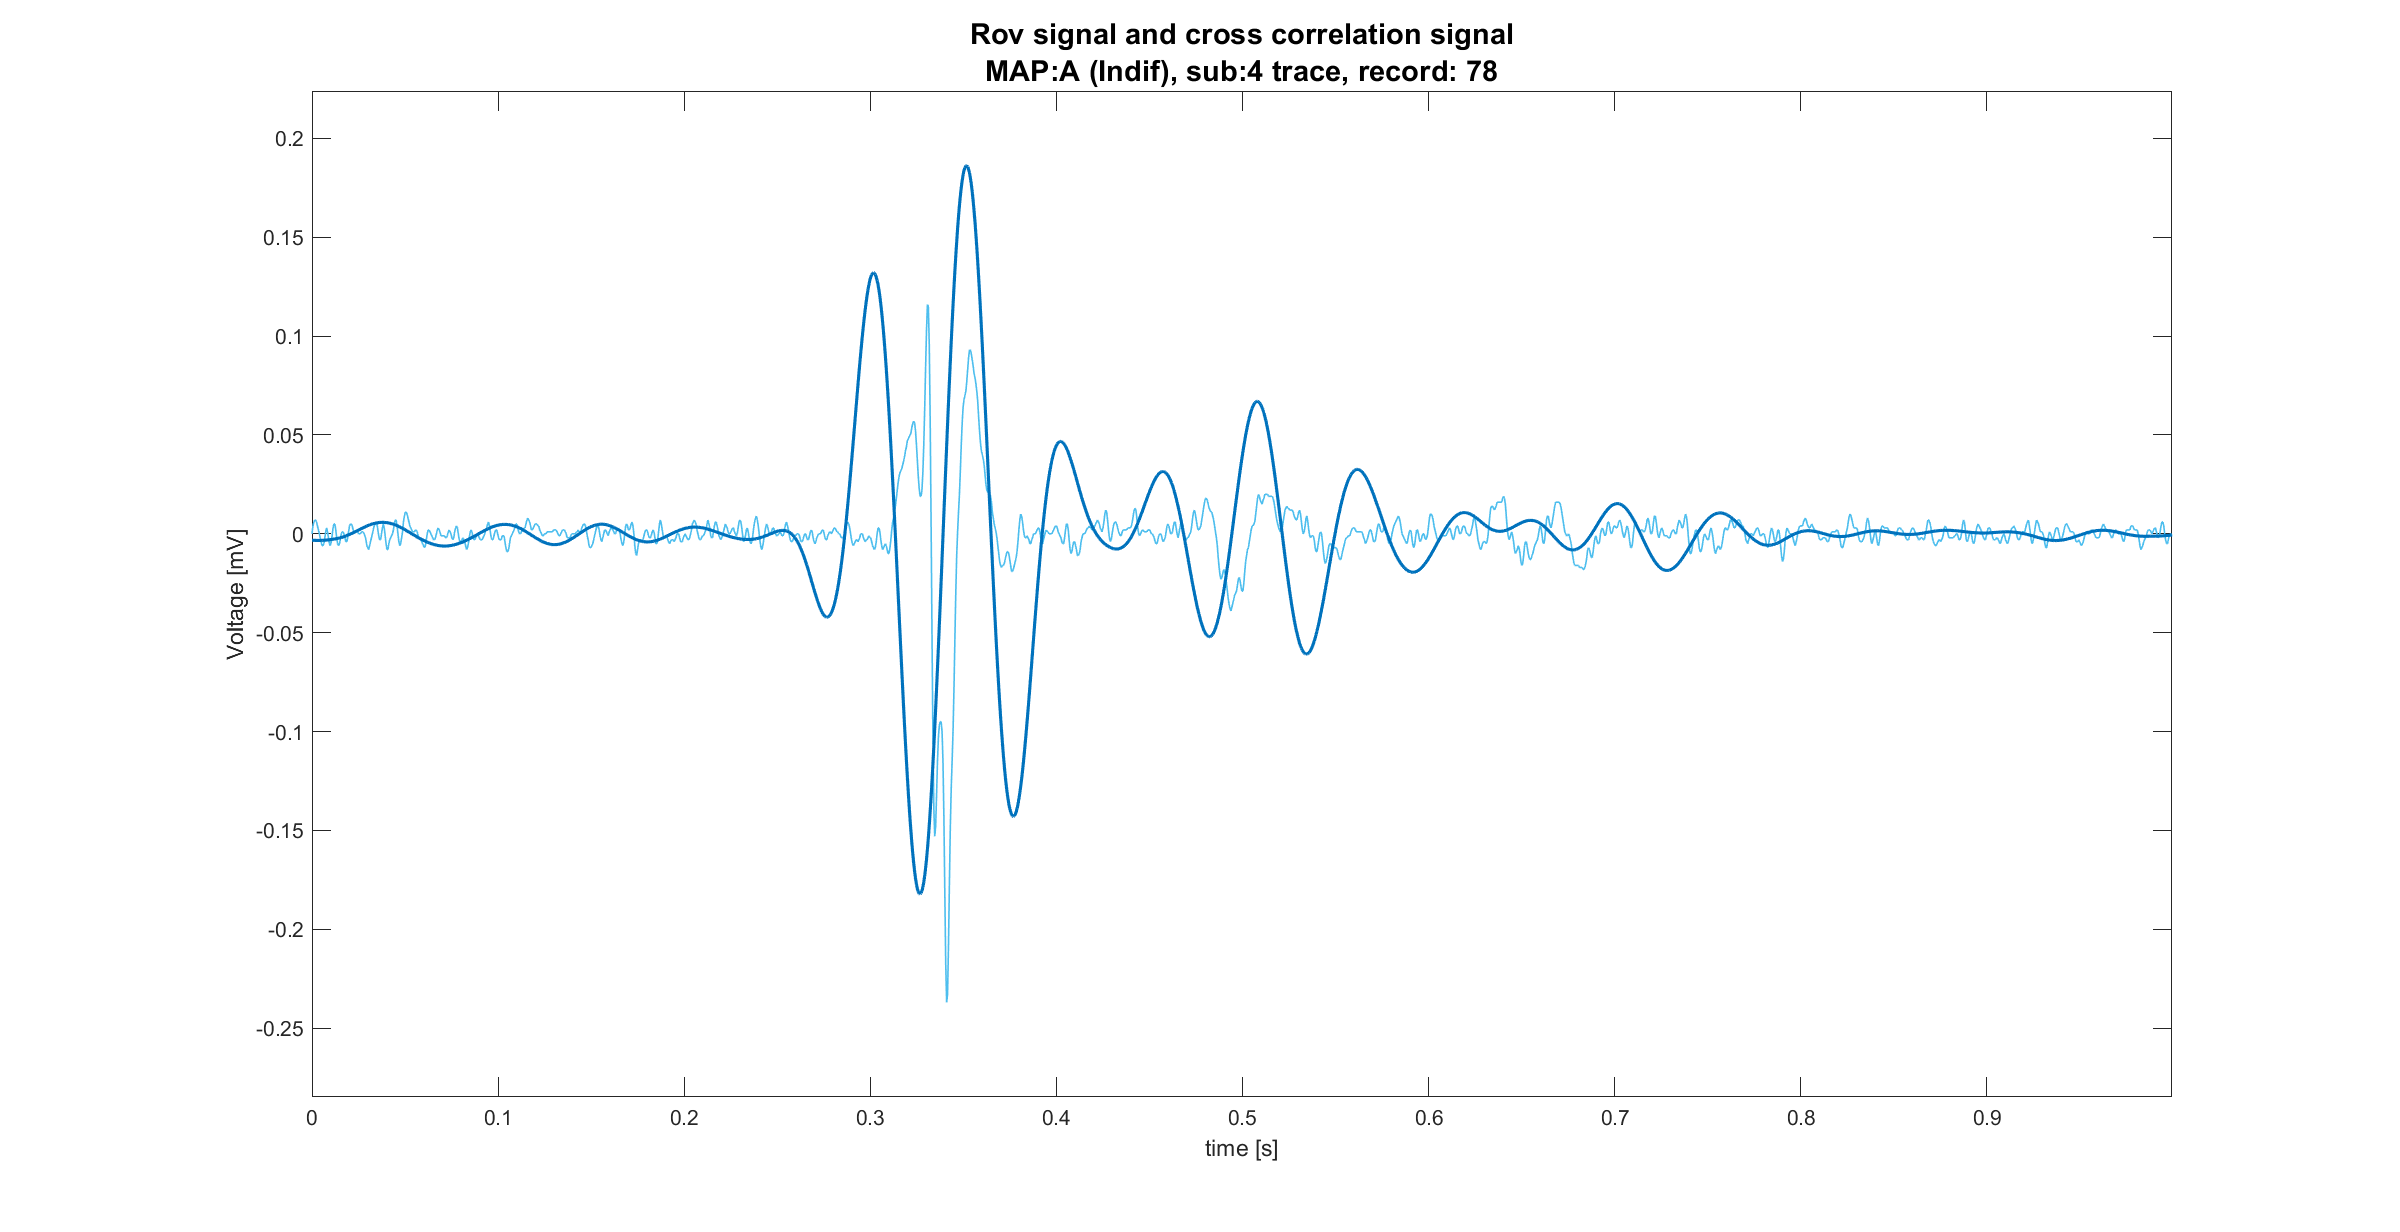 Rov signal and cross correlation signal
MAP:A (Indif), sub:4 trace, record: 78
0.2
0.15
0.1
0.05
0
-0.05
-0.1
-0.15
-0.2
-0.25
Voltage [mV]
0 0.1 0.2 0.3 0.4 0.5 0.6 0.7 0.8 0.9
time [s]